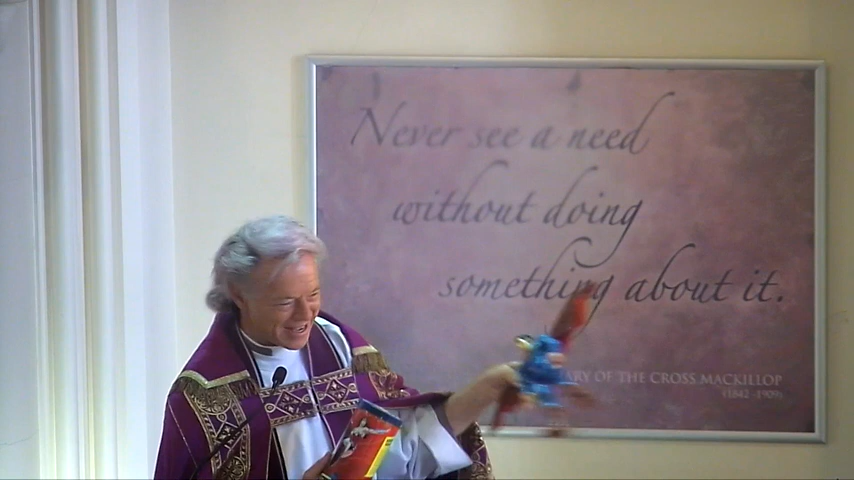 Never see a need
without doing
something about it.
ARY OF THE CROSS MACKILLOP
(1842 -1909)